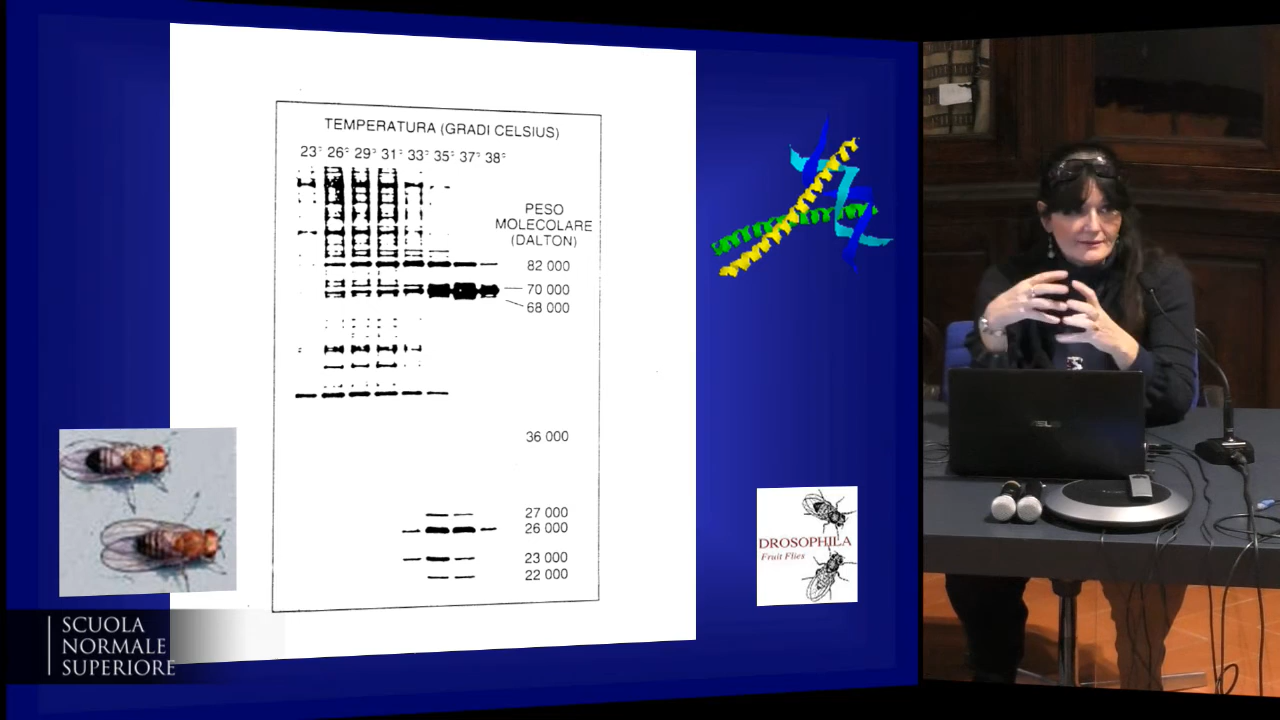 TEMPERATURA (GRADI CELSIUS)
23° 26° 29° 31° 33° 35° 37° 38°
PESO
MOLECOLARE
(DALTON)
82 000
70 000
68 000
36 000
27 000
26 000
23 000
22 000
DROSOPHILA
Fruit Flies
SCUOLA
NORMALE
SUPERIORE